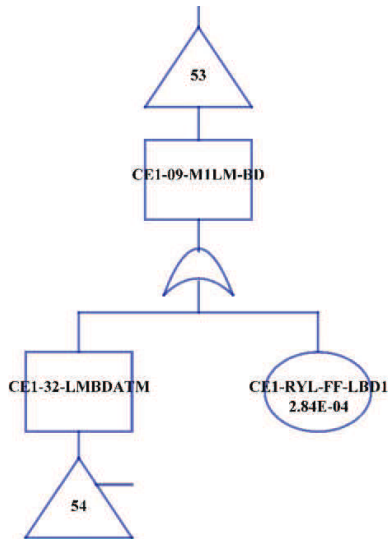 53
CE1-09-M1LM-BD
CE1-32-LMBDATM
CE1-RYL-FF-LBD1
2.84E-04
54